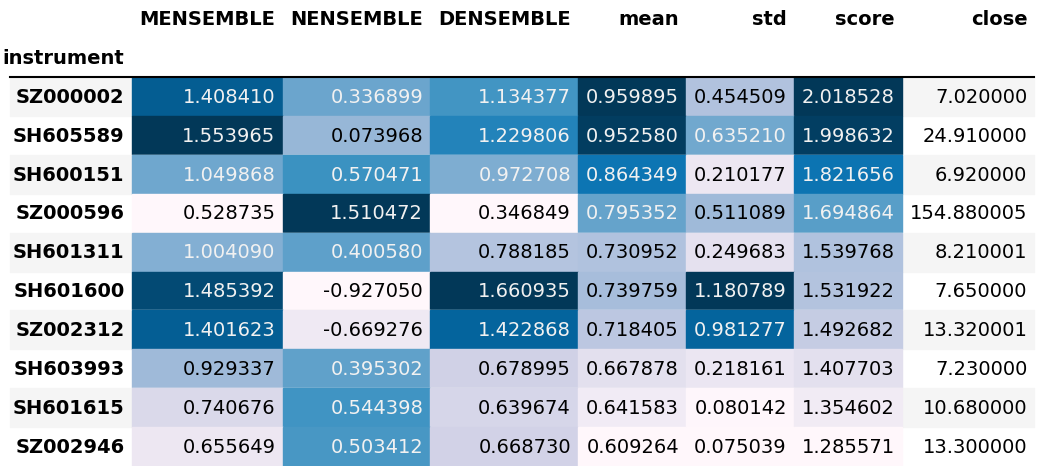 MENSEMBLE NENSEMBLE DENSEMBLE mean std score close
instrument
SZ000002 1.408410 0.336899 1.134377 0.959895 0.454509 2.018528 7.020000
SH605589 1.553965 0.073968 1.229806 0.952580 0.635210 1.998632 24.910000
SH600151 1.049868 0.570471 0.972708 0.864349 0.210177 1.821656 6.920000
SZ000596 0.528735 1.510472 0.346849 0.795352 0.511089 1.694864 154.880005
SH601311 1.004090 0.400580 0.788185 0.730952 0.249683 1.539768 8.210001
SH601600 1.485392 -0.927050 1.660935 0.739759 1.180789 1.531922 7.650000
SZ002312 1.401623 -0.669276 1.422868 0.718405 0.981277 1.492682 13.320001
SH603993 0.929337 0.395302 0.678995 0.667878 0.218161 1.407703 7.230000
SH601615 0.740676 0.544398 0.639674 0.641583 0.080142 1.354602 10.680000
SZ002946 0.655649 0.503412 0.668730 0.609264 0.075039 1.285571 13.300000